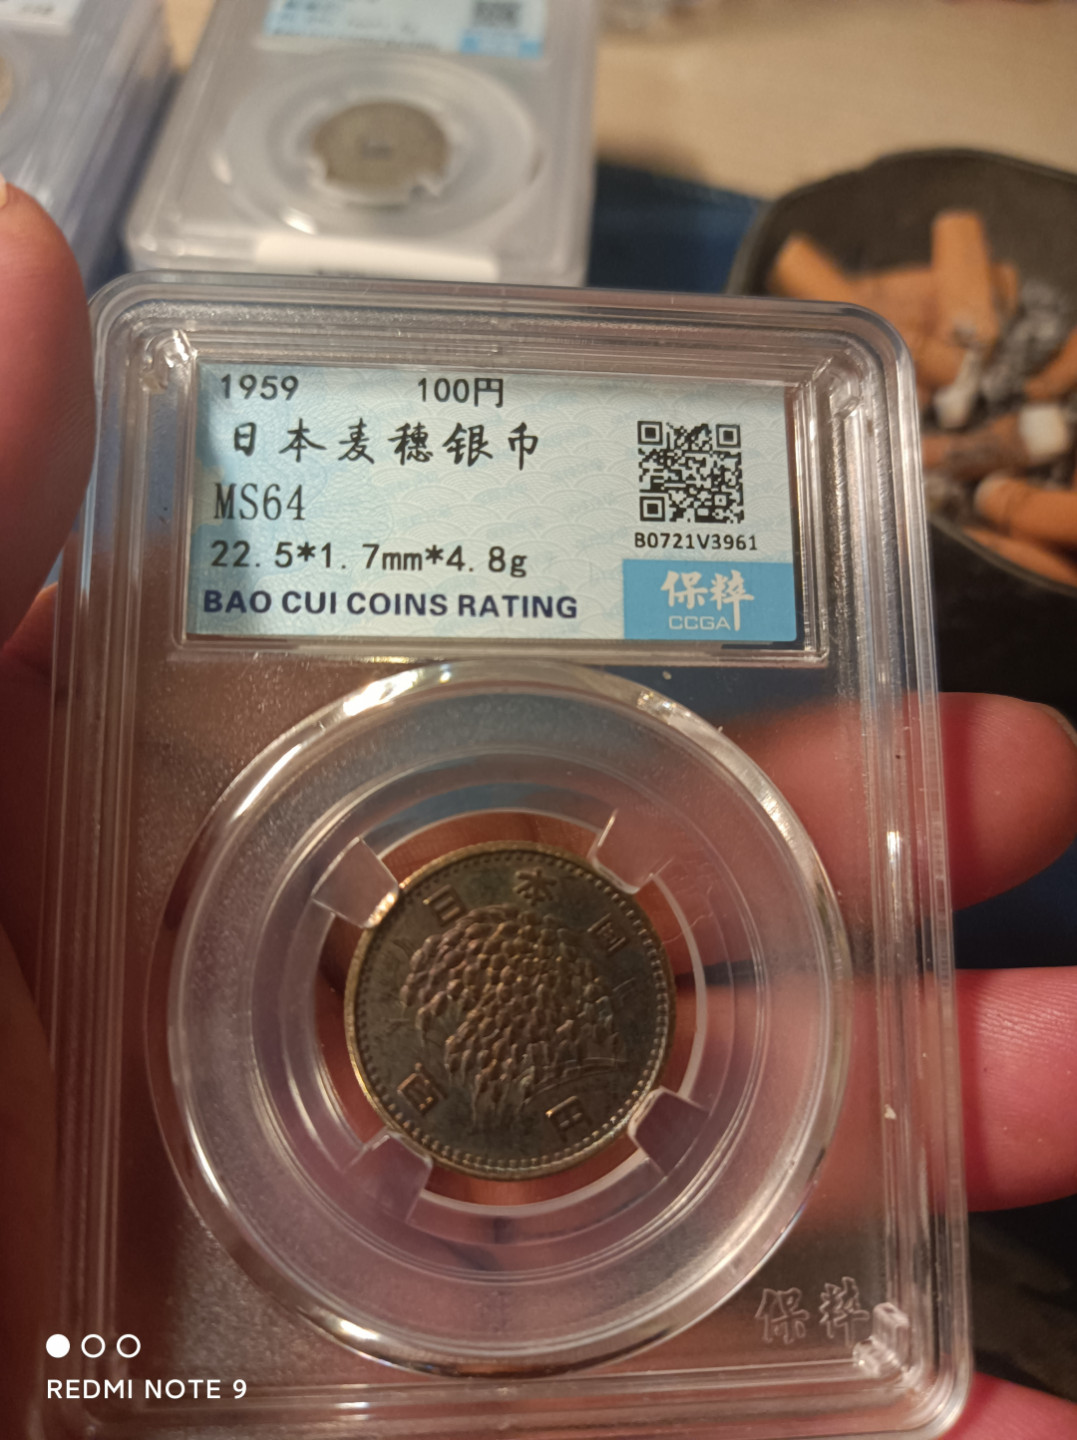 1959 100円
日本麦穗银币
MS64
22.5*1.7mm*4.8g
BAO CUI COINS RATING
B0721V3961
保粹
CCGA
日本国
百円
保粹
REDMI NOTE 9